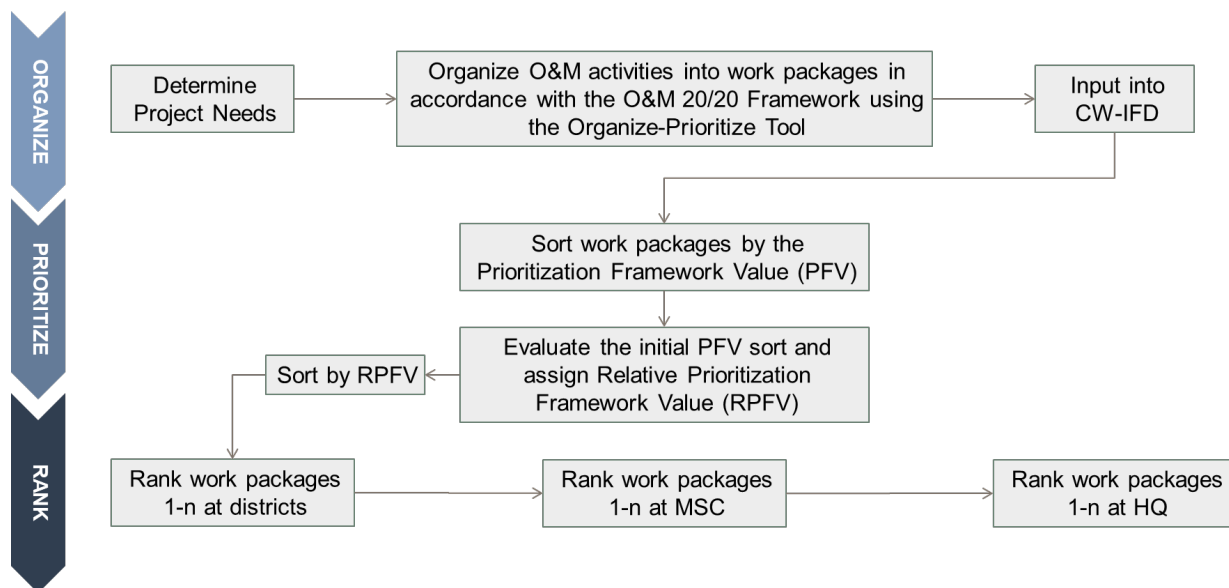 ORGANIZE
Determine
Project Needs
Organize O&M activities into work packages in
accordance with the O&M 20/20 Framework using
the Organize-Prioritize Tool
Input into
CW-IFD
PRIORITIZE
Sort work packages by the
Prioritization Framework Value (PFV)
Evaluate the initial PFV sort and
assign Relative Prioritization
Framework Value (RPFV)
Sort by RPFV
RANK
Rank work packages
1-n at districts
Rank work packages
1-n at MSC
Rank work packages
1-n at HQ